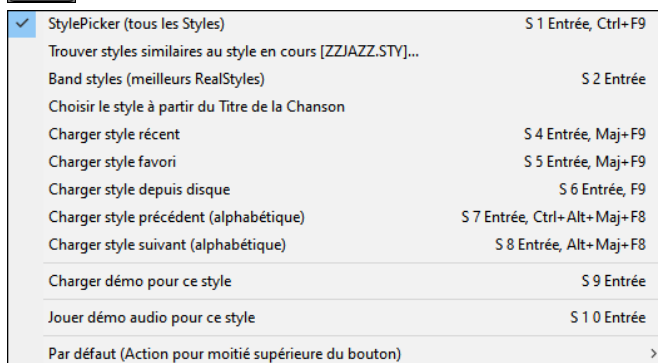 StylePicker (tous les Styles) S 1 Entrée, Ctrl+F9
Trouver styles similaires au style en cours [ZZJAZZ.STY]...
Band styles (meilleurs RealStyles) S 2 Entrée
Choisir le style à partir du Titre de la Chanson
Charger style récent S 4 Entrée, Maj+F9
Charger style favori S 5 Entrée, Maj+F9
Charger style depuis disque S 6 Entrée, F9
Charger style précédent (alphabétique) S 7 Entrée, Ctrl+Alt+Maj+F8
Charger style suivant (alphabétique) S 8 Entrée, Alt+Maj+F8
Charger démo pour ce style S 9 Entrée
Jouer démo audio pour ce style S 1 0 Entrée
Par défaut (Action pour moitié supérieure du bouton)